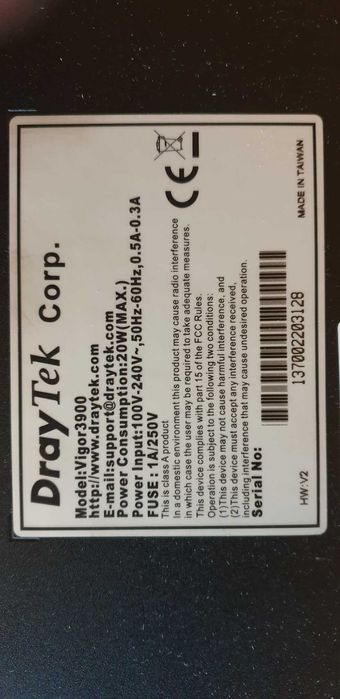 DrayTek Corp.
Model:Vigor3900
http://www.draytek.com
E-mail:support@draytek.com
Power Consumption:20W(MAX.)
Power Input:100V-240V~,50Hz-60Hz,0.5A-0.3A
FUSE: 1A/250V
This is class A product
In a domestic environment this product may cause radio interference
in which case the user may be required to take adequate measures.
This device complies with part 15 of the FCC Rules.
Operation is subject to the following two conditions:
(1)This device may not cause harmful interference, and
(2)This device must accept any interference received,
including interference that may cause undesired operation.
Serial No:
137002203128
HW:V2
MADE IN TAIWAN
CE